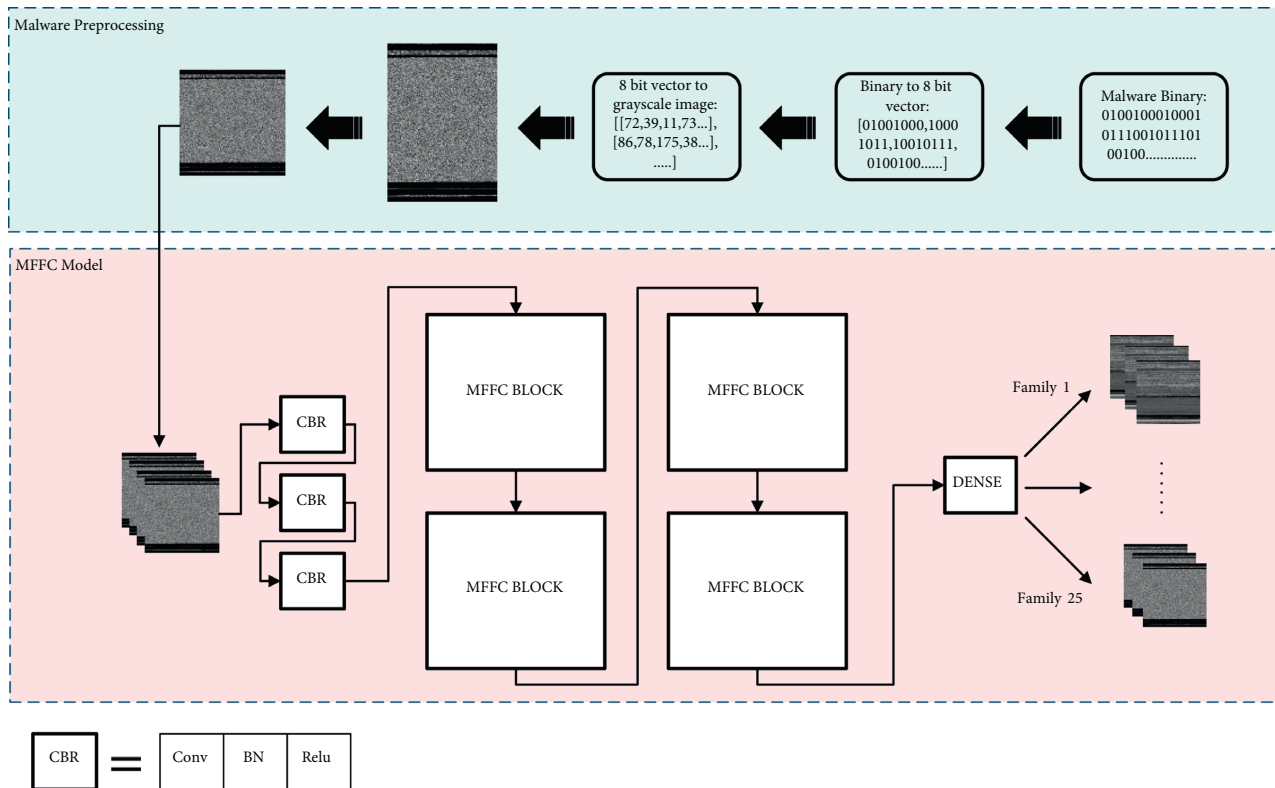 Malware Preprocessing
8 bit vector to
grayscale image:
[[72,39,11,73...],
[86,78,175,38...],
.....]
Binary to 8 bit
vector:
[01001000,1000
1011,10010111,
0100100......]
Malware Binary:
0100100010001
0111001011101
00100..............
MFFC Model
CBR
CBR
CBR
MFFC BLOCK
MFFC BLOCK
MFFC BLOCK
MFFC BLOCK
DENSE
Family 1
......
Family 25
CBR
=
Conv
BN
Relu